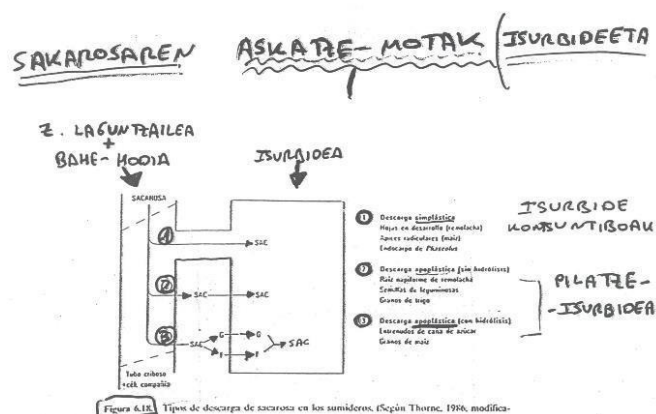 SAKAROSAREN ASKATZE-MOTAK (ISURBIDEETA
Z. LAGUNTZAILEA
+
BAHE-HODIA
ISURBIDEA
SACAROSA
1 SAC
2 SAC SAC
3 SAC G G SAC
F F
Tubo criboso
+cél. compañía
1 Descarga simplástica
Hojas en desarrollo (remolacha)
Ápices radiculares (maíz)
Endocarpo de Phaseolus
2 Descarga apoplástica (sin hidrólisis)
Raíz napiforme de remolacha
Semillas de leguminosas
Granos de trigo
3 Descarga apoplástica (con hidrólisis)
Entrenudos de caña de azúcar
Granos de maíz
ISURBIDE
KONSUNTIBOAK
PILATZE-
-ISURBIDEA
Figura 6.18. Tipos de descarga de sacarosa en los sumideros. (Según Thorne, 1986, modifica-